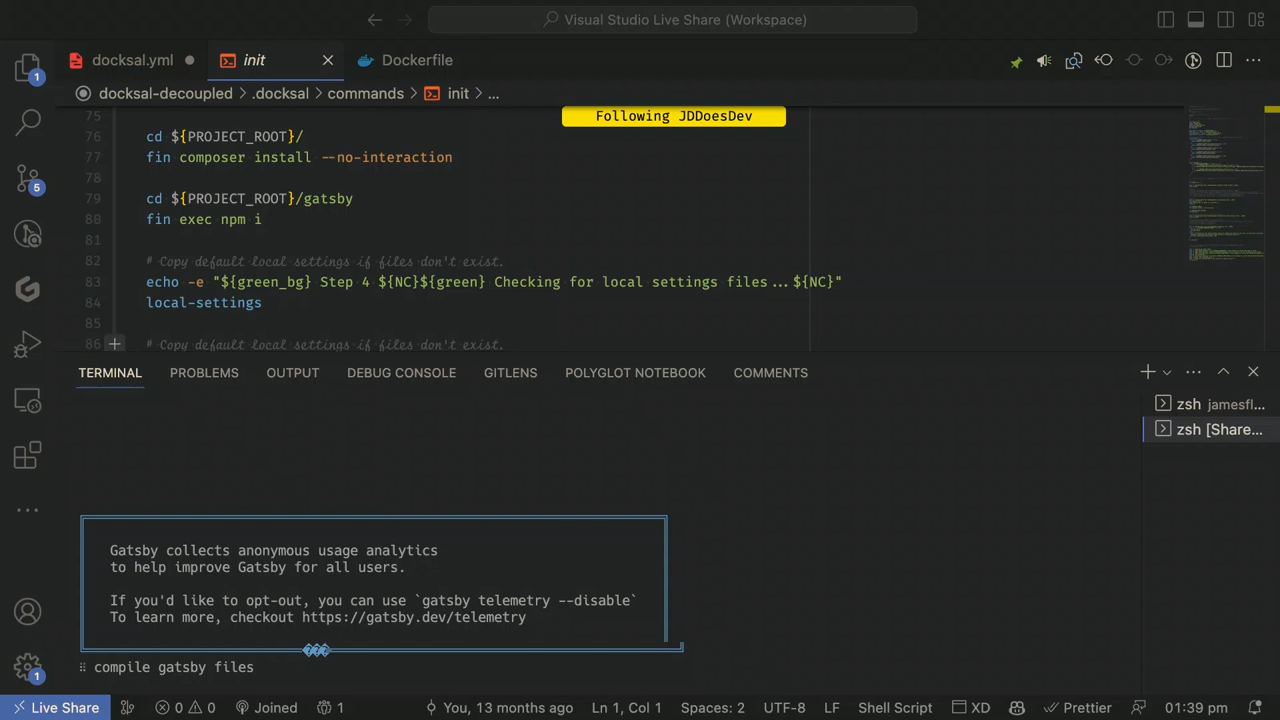 Visual Studio Live Share (Workspace)
docksal.yml
init
Dockerfile
docksal-decoupled > .docksal > commands > init > ...
Following JDDoesDev
75
76 cd ${PROJECT_ROOT}/
77 fin composer install --no-interaction
78
79 cd ${PROJECT_ROOT}/gatsby
80 fin exec npm i
81
82 # Copy default local settings if files don't exist.
83 echo -e "${green_bg} Step 4 ${NC}${green} Checking for local settings files...${NC}"
84 local-settings
85
86 # Copy default local settings if files don't exist.
TERMINAL PROBLEMS OUTPUT DEBUG CONSOLE GITLENS POLYGLOT NOTEBOOK COMMENTS
zsh jamesfl...
zsh [Share...
Gatsby collects anonymous usage analytics
to help improve Gatsby for all users.
If you'd like to opt-out, you can use `gatsby telemetry --disable`
To learn more, checkout https://gatsby.dev/telemetry
compile gatsby files
1
5
1
Live Share 0 0 Joined 1 You, 13 months ago Ln 1, Col 1 Spaces: 2 UTF-8 LF Shell Script XD Prettier 01:39 pm